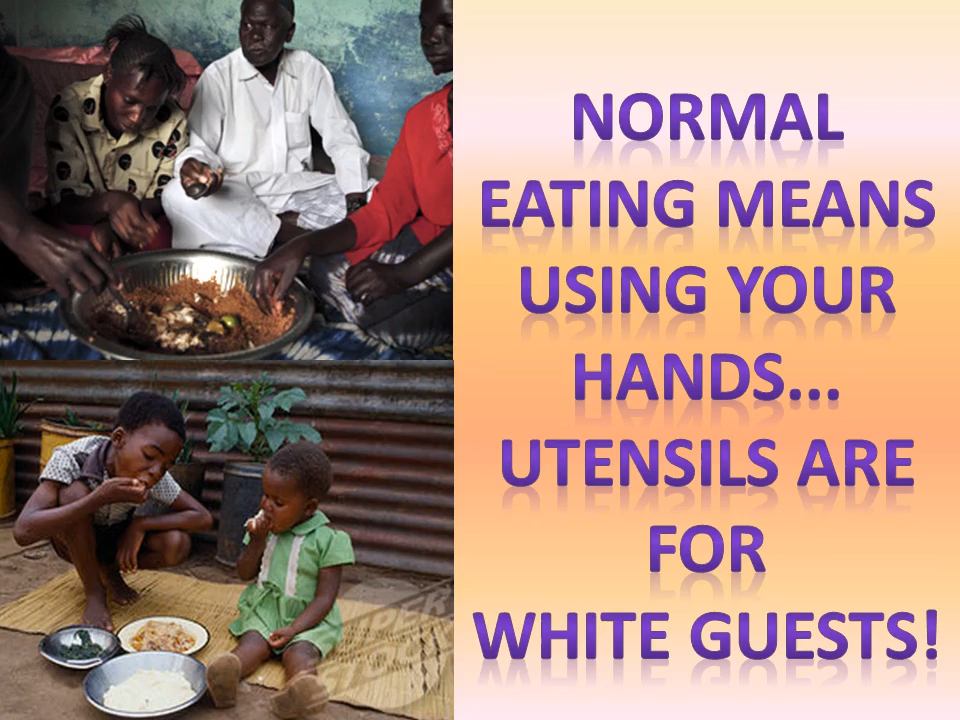 NORMAL
EATING MEANS
USING YOUR
HANDS...
UTENSILS ARE
FOR
WHITE GUESTS!